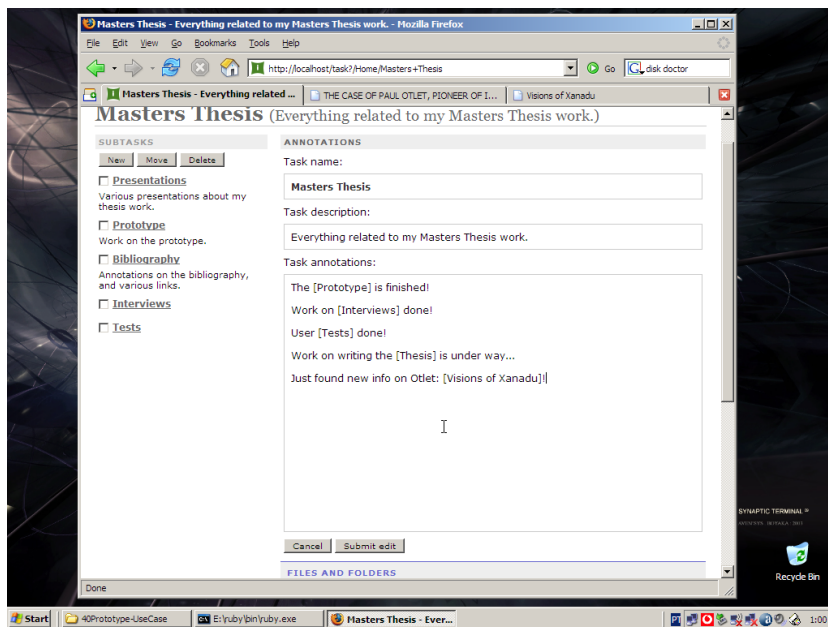 Masters Thesis - Everything related to my Masters Thesis work. - Mozilla Firefox
File Edit View Go Bookmarks Tools Help
http://localhost/task?/Home/Masters+Thesis Go disk doctor
Masters Thesis - Everything related ... THE CASE OF PAUL OTLET, PIONEER OF I... Visions of Xanadu
Masters Thesis (Everything related to my Masters Thesis work.)
SUBTASKS
New Move Delete
Presentations
Various presentations about my
thesis work.
Prototype
Work on the prototype.
Bibliography
Annotations on the bibliography,
and various links.
Interviews
Tests
ANNOTATIONS
Task name:
Masters Thesis
Task description:
Everything related to my Masters Thesis work.
Task annotations:
The [Prototype] is finished!
Work on [Interviews] done!
User [Tests] done!
Work on writing the [Thesis] is under way...
Just found new info on Otlet: [Visions of Xanadu]!
Cancel Submit edit
FILES AND FOLDERS
Done
SYNAPTIC TERMINAL
Recycle Bin
Start 40Prototype-UseCase E:\ruby\bin\ruby.exe Masters Thesis - Ever... PT 1:00